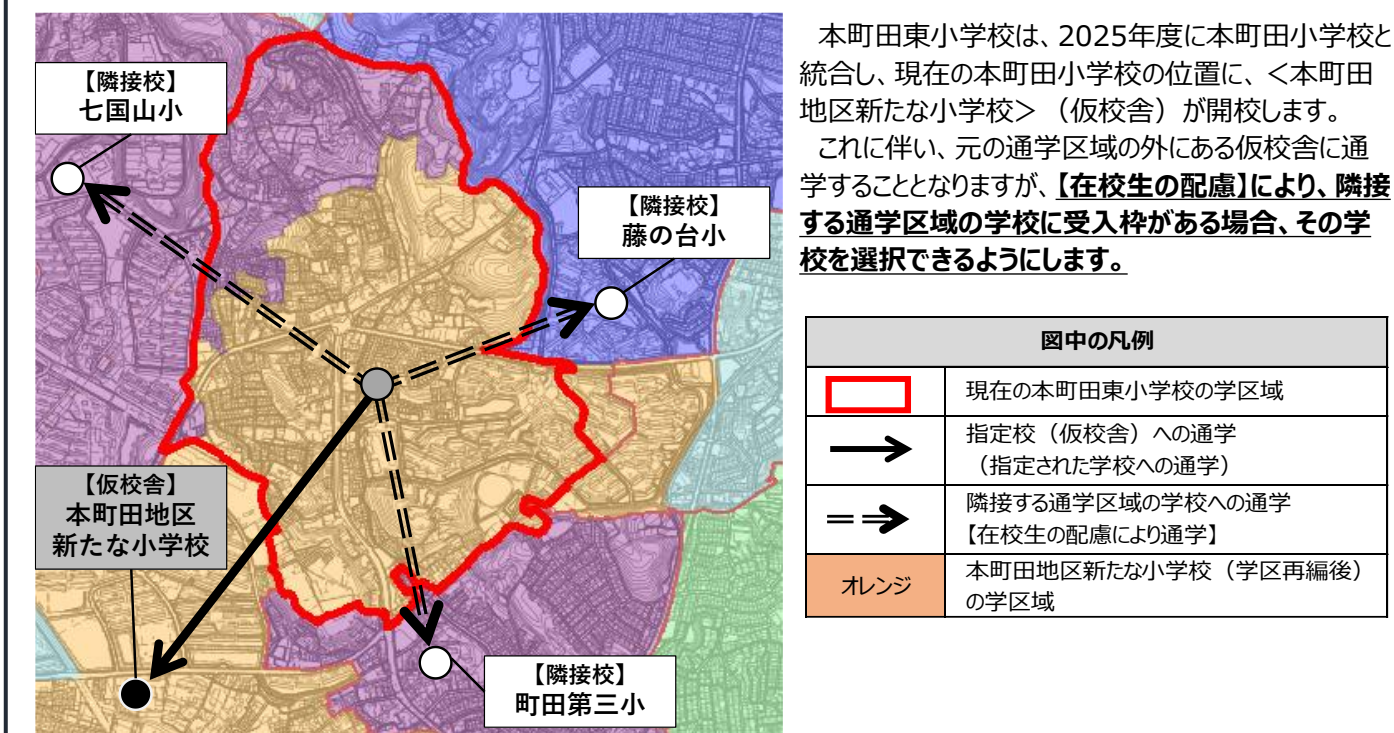 【隣接校】
七国山小
【隣接校】
藤の台小
【仮校舎】
本町田地区
新たな小学校
【隣接校】
町田第三小
本町田東小学校は、2025年度に本町田小学校と
統合し、現在の本町田小学校の位置に、＜本町田
地区新たな小学校＞（仮校舎）が開校します。
これに伴い、元の通学区域の外にある仮校舎に通
学することとなりますが、【在校生の配慮】により、隣接
する通学区域の学校に受入枠がある場合、その学
校を選択できるようにします。
図中の凡例
現在の本町田東小学校の学区域
指定校（仮校舎）への通学
（指定された学校への通学）
隣接する通学区域の学校への通学
【在校生の配慮により通学】
オレンジ
本町田地区新たな小学校（学区再編後）
の学区域